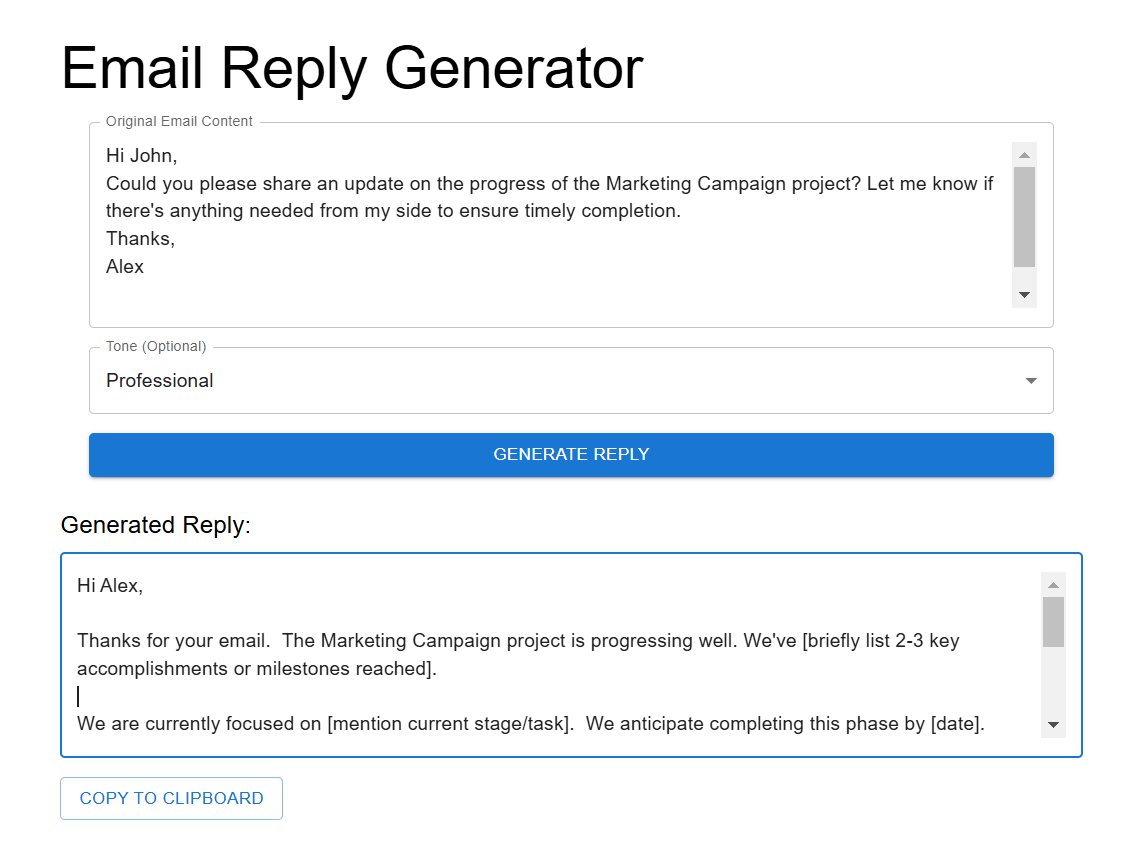 Email Reply Generator
Original Email Content
Hi John,
Could you please share an update on the progress of the Marketing Campaign project? Let me know if
there's anything needed from my side to ensure timely completion.
Thanks,
Alex
Tone (Optional)
Professional
GENERATE REPLY
Generated Reply:
Hi Alex,
Thanks for your email.  The Marketing Campaign project is progressing well. We've [briefly list 2-3 key
accomplishments or milestones reached].
We are currently focused on [mention current stage/task].  We anticipate completing this phase by [date].
COPY TO CLIPBOARD